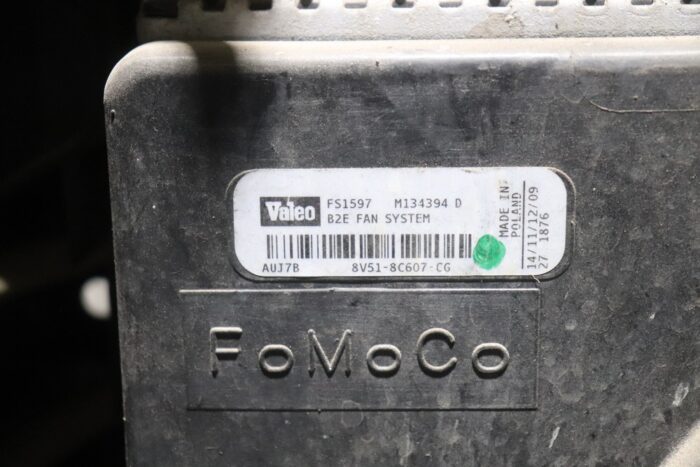 Valeo
FS1597 M134394 D
B2E FAN SYSTEM
AUJ7B 8V51-8C607-CG
MADE IN
POLAND
14/11/12/09
27 1876
FoMoCo